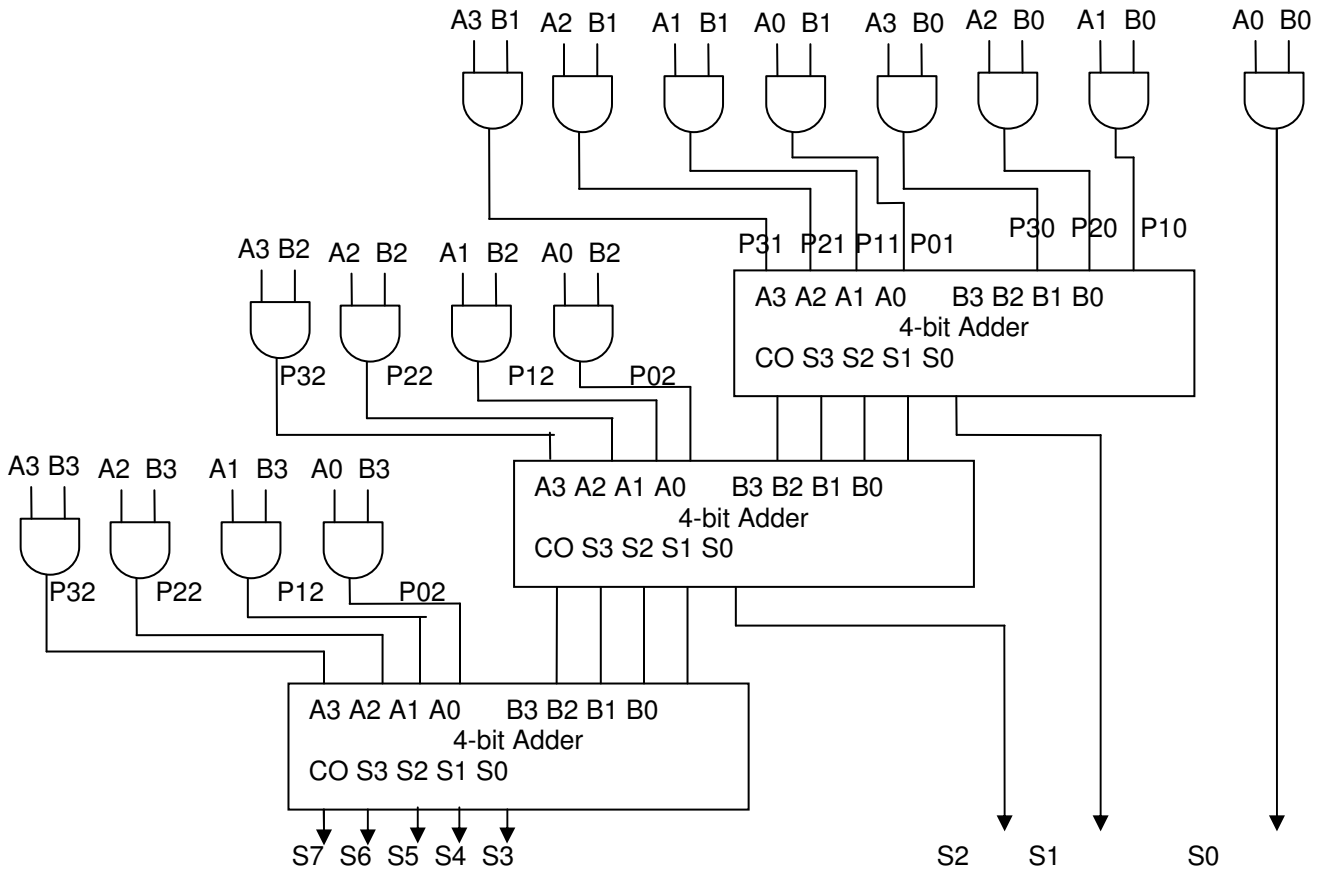 A3 B1 A2 B1 A1 B1 A0 B1 A3 B0 A2 B0 A1 B0 A0 B0
P31 P21 P11 P01 P30 P20 P10
A3 B2 A2 B2 A1 B2 A0 B2
A3 A2 A1 A0 B3 B2 B1 B0
4-bit Adder
CO S3 S2 S1 S0
P32 P22 P12 P02
A3 B3 A2 B3 A1 B3 A0 B3
A3 A2 A1 A0 B3 B2 B1 B0
4-bit Adder
CO S3 S2 S1 S0
P32 P22 P12 P02
A3 A2 A1 A0 B3 B2 B1 B0
4-bit Adder
CO S3 S2 S1 S0
S7 S6 S5 S4 S3 S2 S1 S0